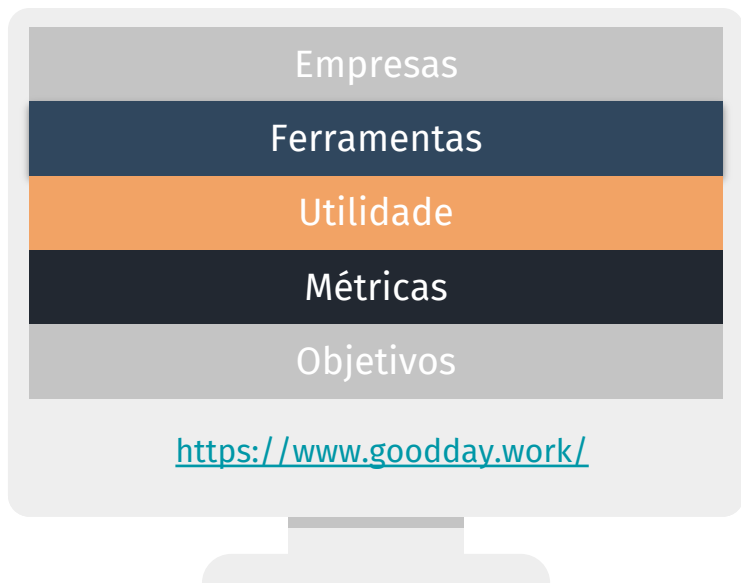 Empresas
Ferramentas
Utilidade
Métricas
Objetivos
https://www.goodday.work/